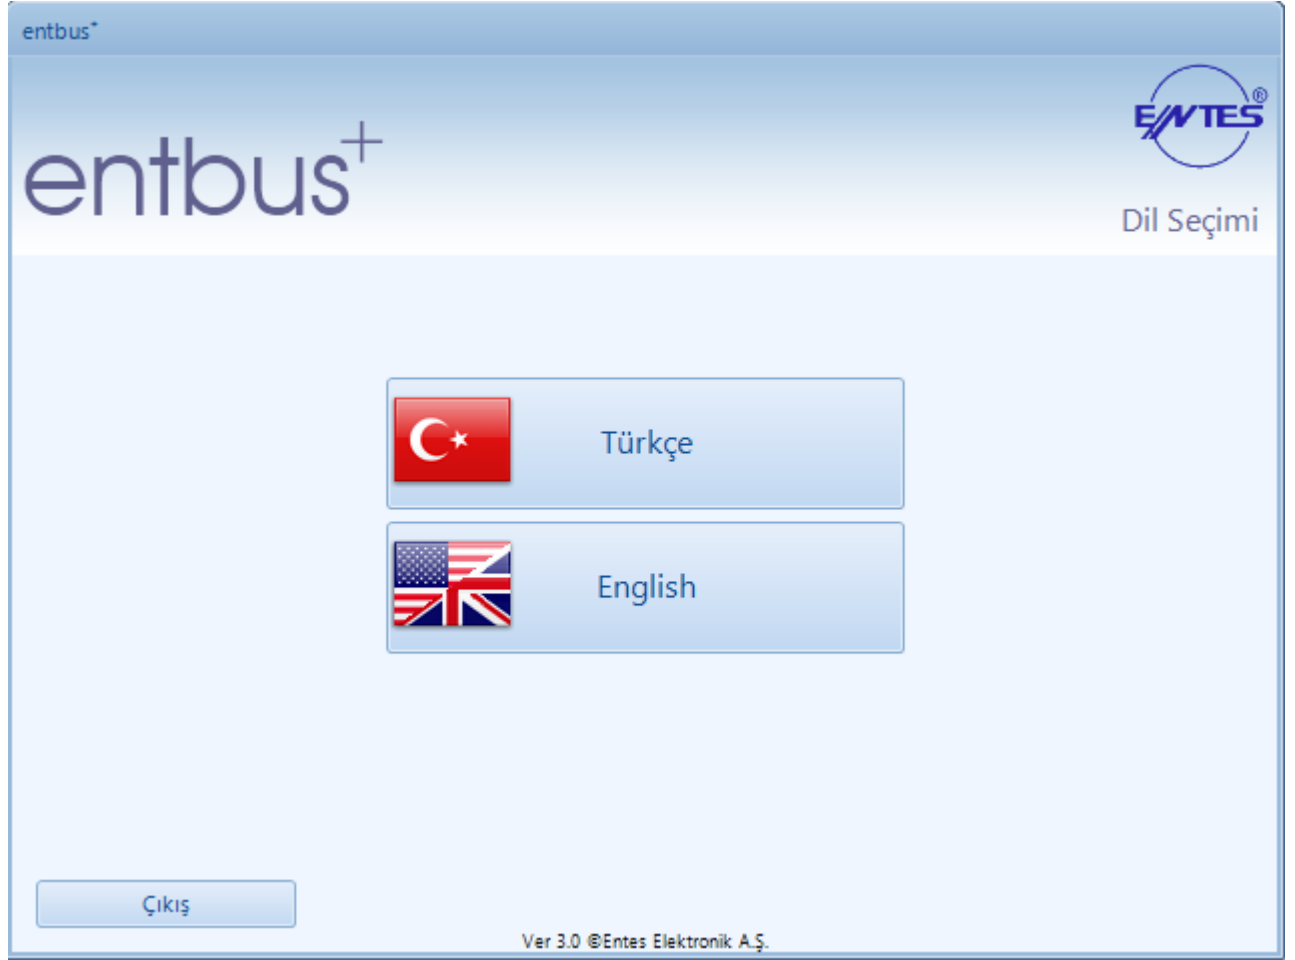 entbus+
entbus+
ENTES®
Dil Seçimi
Türkçe
English
Çıkış
Ver 3.0 ©Entes Elektronik A.Ş.